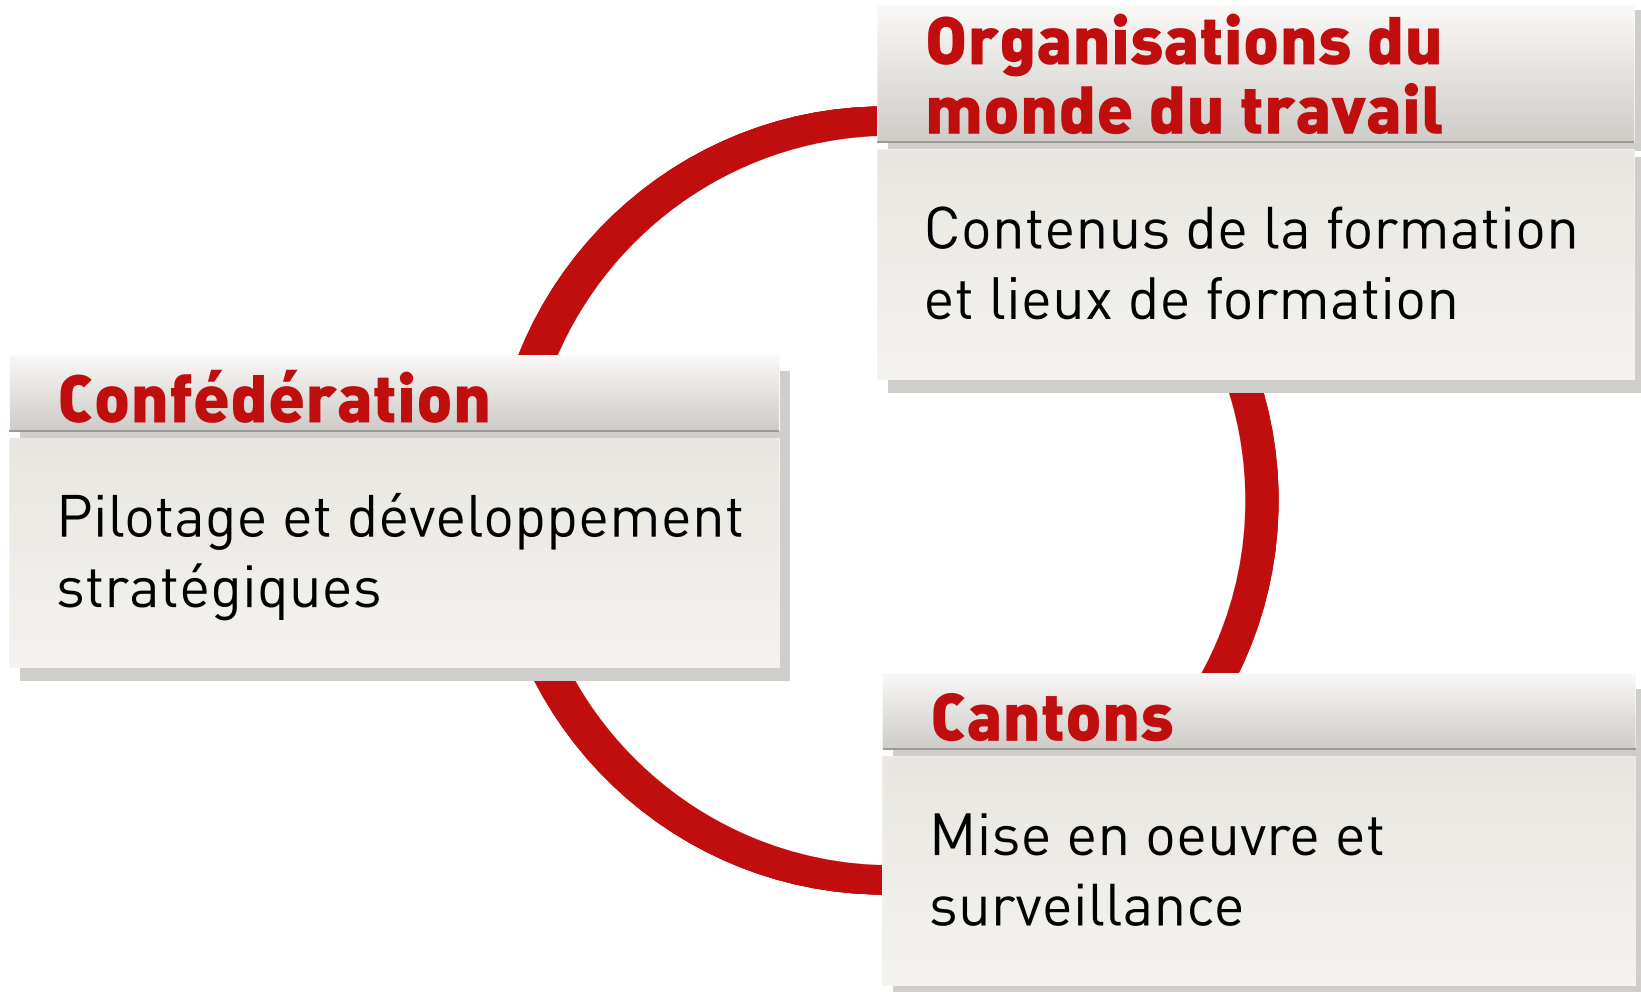 Organisations du
monde du travail
Contenus de la formation
et lieux de formation
Confédération
Pilotage et développement
stratégiques
Cantons
Mise en oeuvre et
surveillance